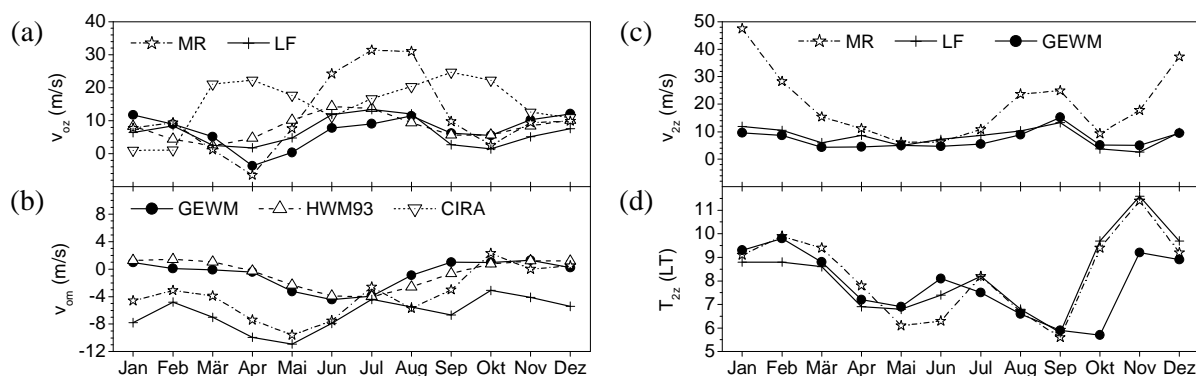 (a)
MR LF
v_oz (m/s)
40
30
20
10
0
(b)
GEWM HWM93 CIRA
v_om (m/s)
8
4
0
-4
-8
-12
Jan Feb Mär Apr Mai Jun Jul Aug Sep Okt Nov Dez
(c)
MR LF GEWM
v_2z (m/s)
50
40
30
20
10
0
(d)
T_2z (LT)
11
10
9
8
7
6
5
Jan Feb Mär Apr Mai Jun Jul Aug Sep Okt Nov Dez